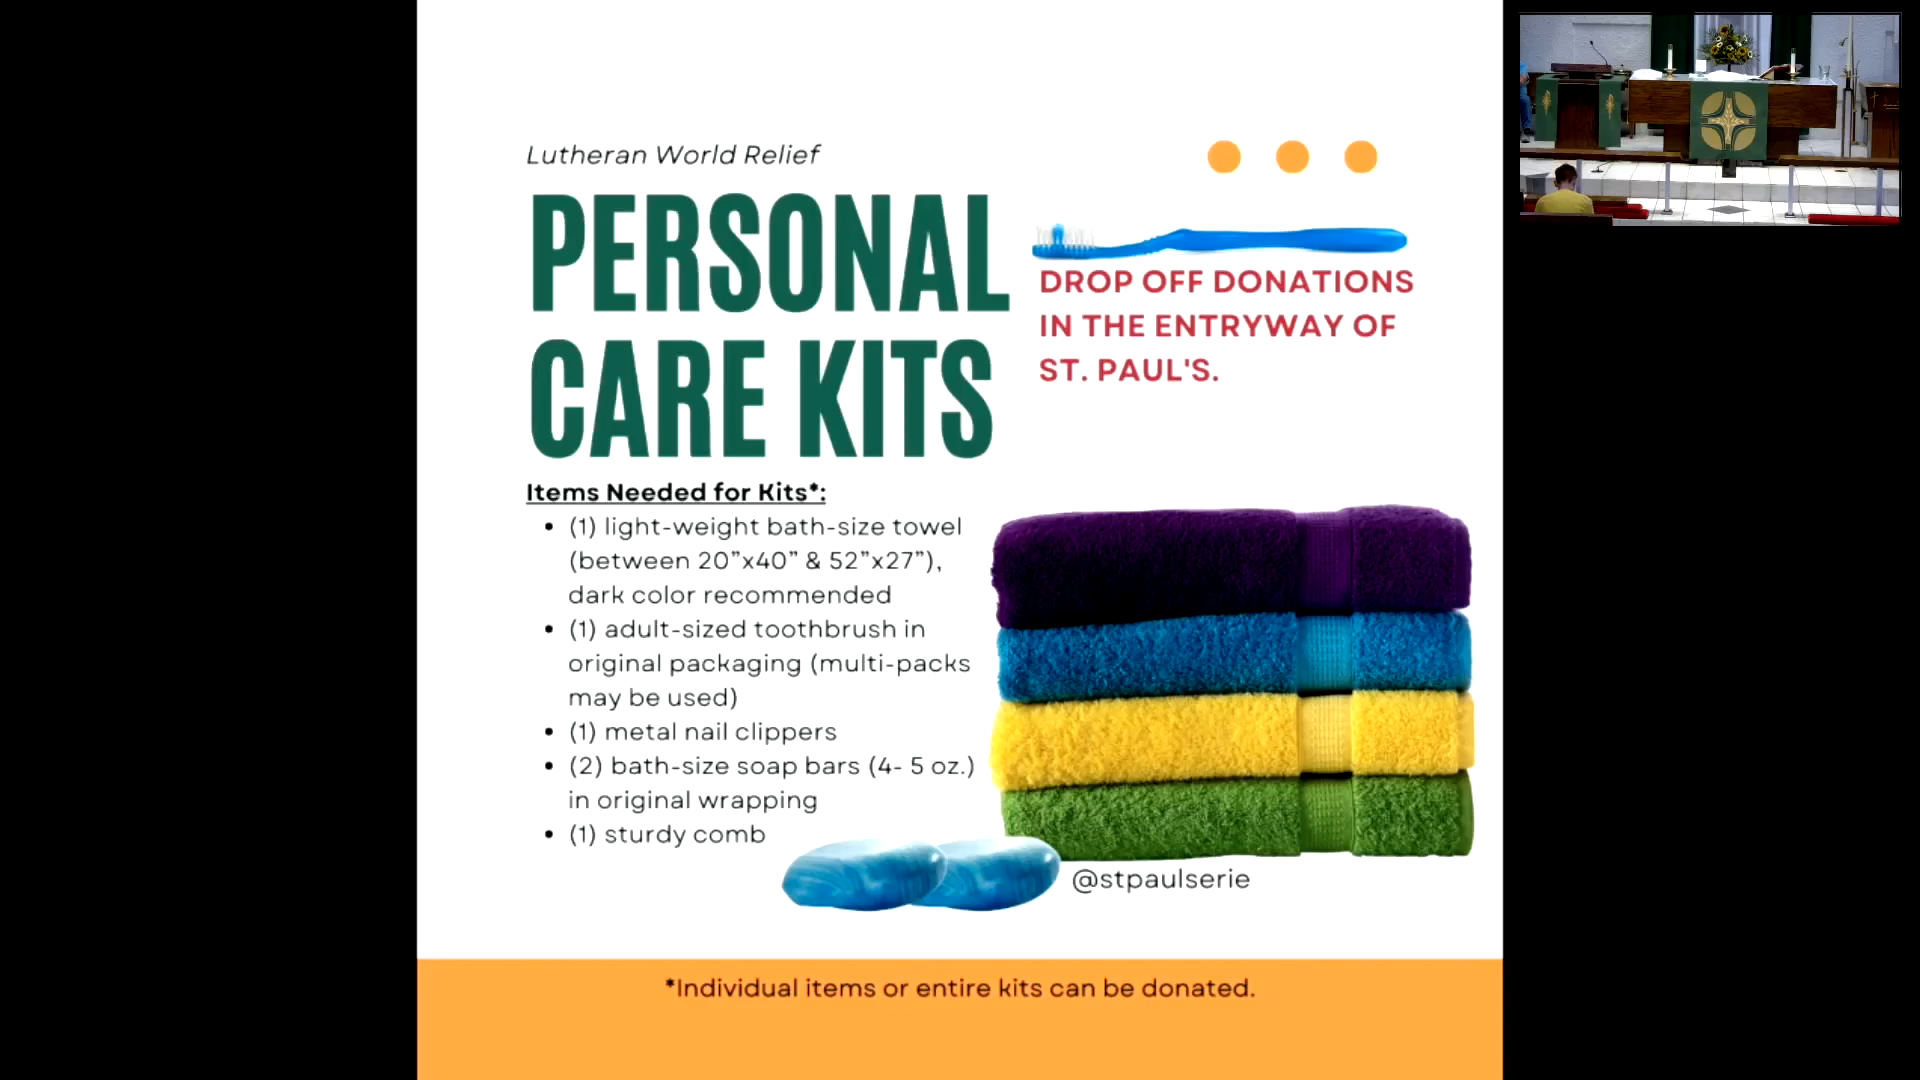 Lutheran World Relief
PERSONAL
CARE KITS
DROP OFF DONATIONS
IN THE ENTRYWAY OF
ST. PAUL'S.
Items Needed for Kits*:
• (1) light-weight bath-size towel
(between 20”x40” & 52”x27”),
dark color recommended
• (1) adult-sized toothbrush in
original packaging (multi-packs
may be used)
• (1) metal nail clippers
• (2) bath-size soap bars (4- 5 oz.)
in original wrapping
• (1) sturdy comb
@stpaulserie
*Individual items or entire kits can be donated.